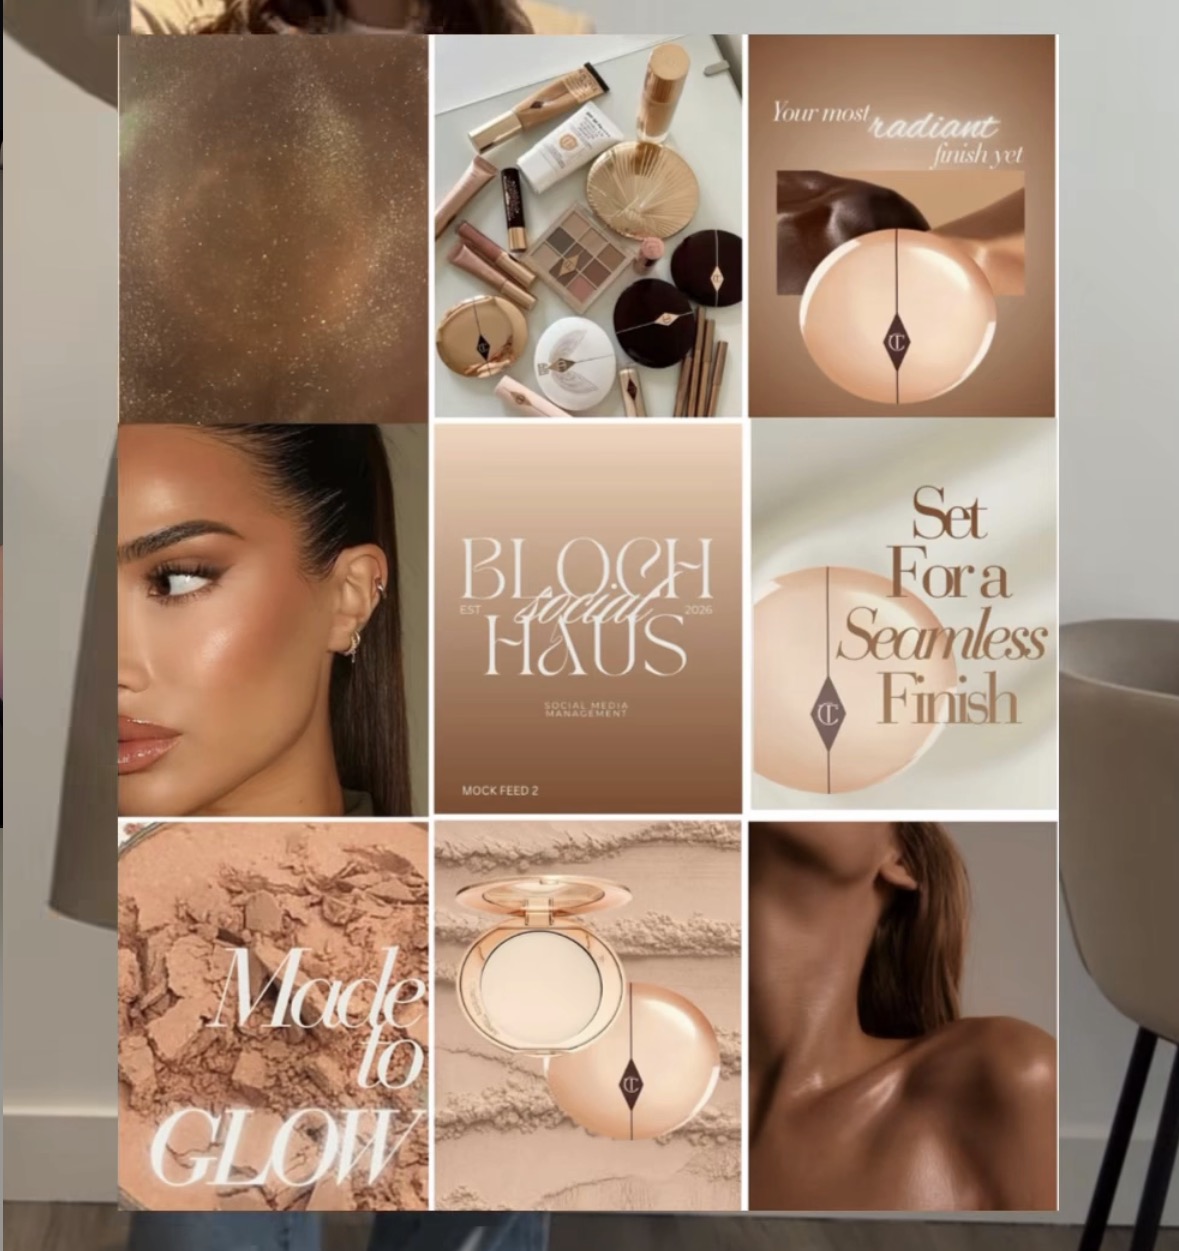 Your most radiant
finish yet
BLOCH
social
EST 2026
HAUS
SOCIAL MEDIA
MANAGEMENT
MOCK FEED 2
Set
For a
Seamless
Finish
Made
to
GLOW